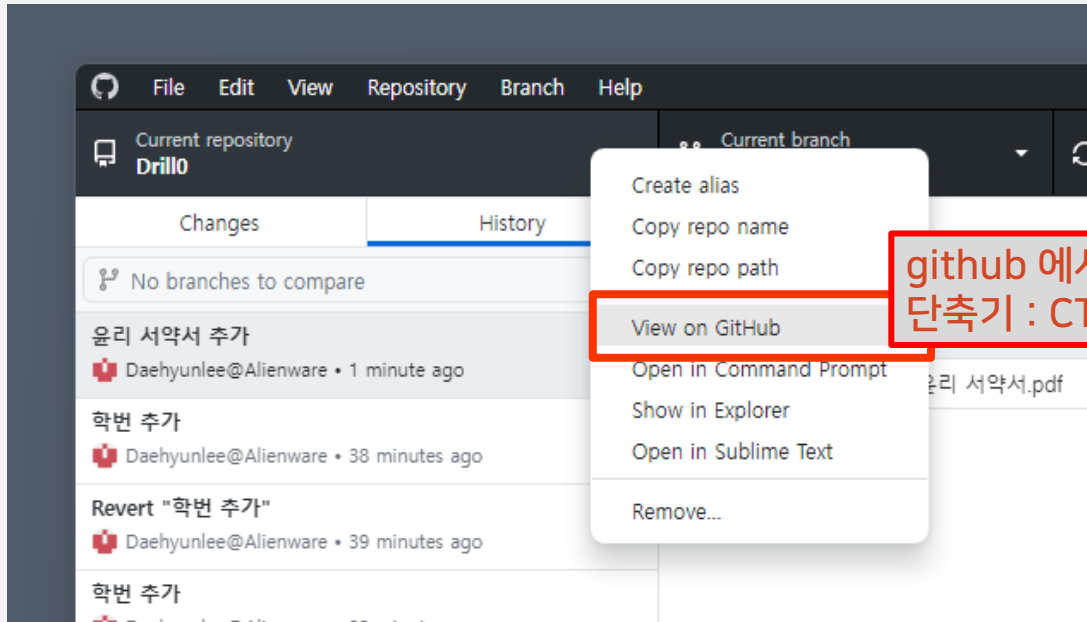 File Edit View Repository Branch Help
Current repository
Drill0
Current branch
Changes History
No branches to compare
윤리 서약서 추가
Daehyunlee@Alienware • 1 minute ago
학번 추가
Daehyunlee@Alienware • 38 minutes ago
Revert "학번 추가"
Daehyunlee@Alienware • 39 minutes ago
학번 추가
Create alias
Copy repo name
Copy repo path
View on GitHub
Open in Command Prompt
Show in Explorer
Open in Sublime Text
Remove...
github
단축기 : CT
서약서.pdf